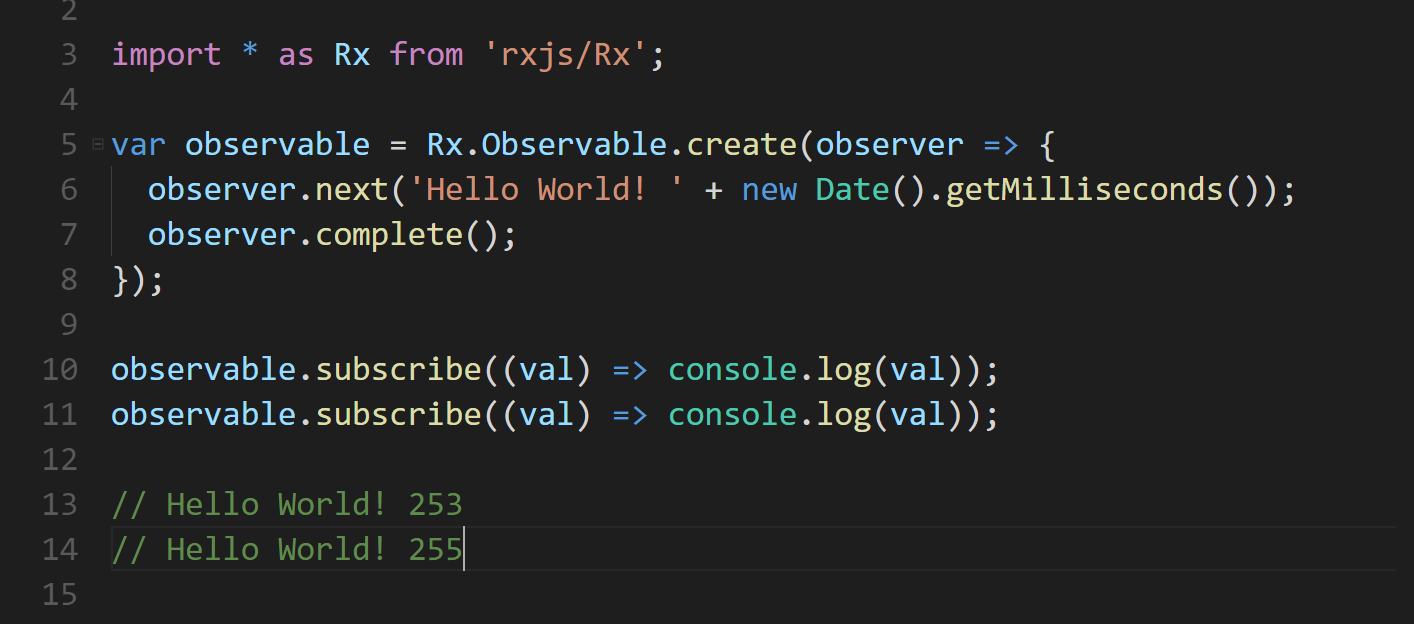 2
3 import * as Rx from 'rxjs/Rx';
4
5 var observable = Rx.Observable.create(observer => {
6   observer.next('Hello World! ' + new Date().getMilliseconds());
7   observer.complete();
8 });
9
10 observable.subscribe((val) => console.log(val));
11 observable.subscribe((val) => console.log(val));
12
13 // Hello World! 253
14 // Hello World! 255
15